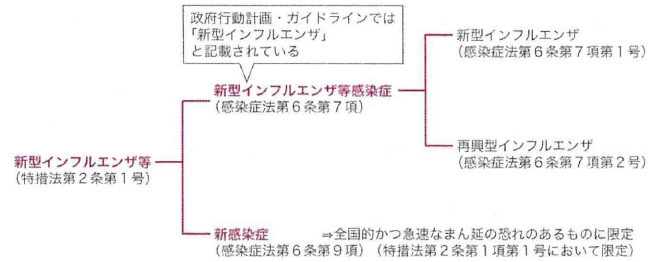 政府行動計画・ガイドラインでは
「新型インフルエンザ」
と記載されている
新型インフルエンザ
(感染症法第6条第7項第1号)
新型インフルエンザ等感染症
(感染症法第6条第7項)
再興型インフルエンザ
(感染症法第6条第7項第2号)
新型インフルエンザ等
(特措法第2条第1号)
新感染症 ⇒全国的かつ急速なまん延の恐れのあるものに限定
(感染症法第6条第9項) (特措法第2条第1項第1号において限定)